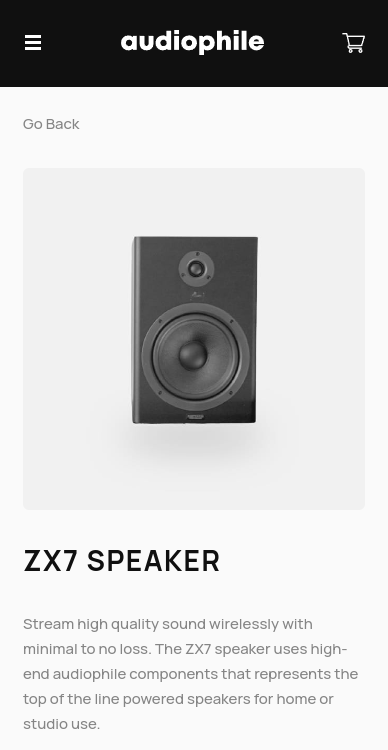 audiophile
Go Back
ZX7 SPEAKER
Stream high quality sound wirelessly with
minimal to no loss. The ZX7 speaker uses high-
end audiophile components that represents the
top of the line powered speakers for home or
studio use.